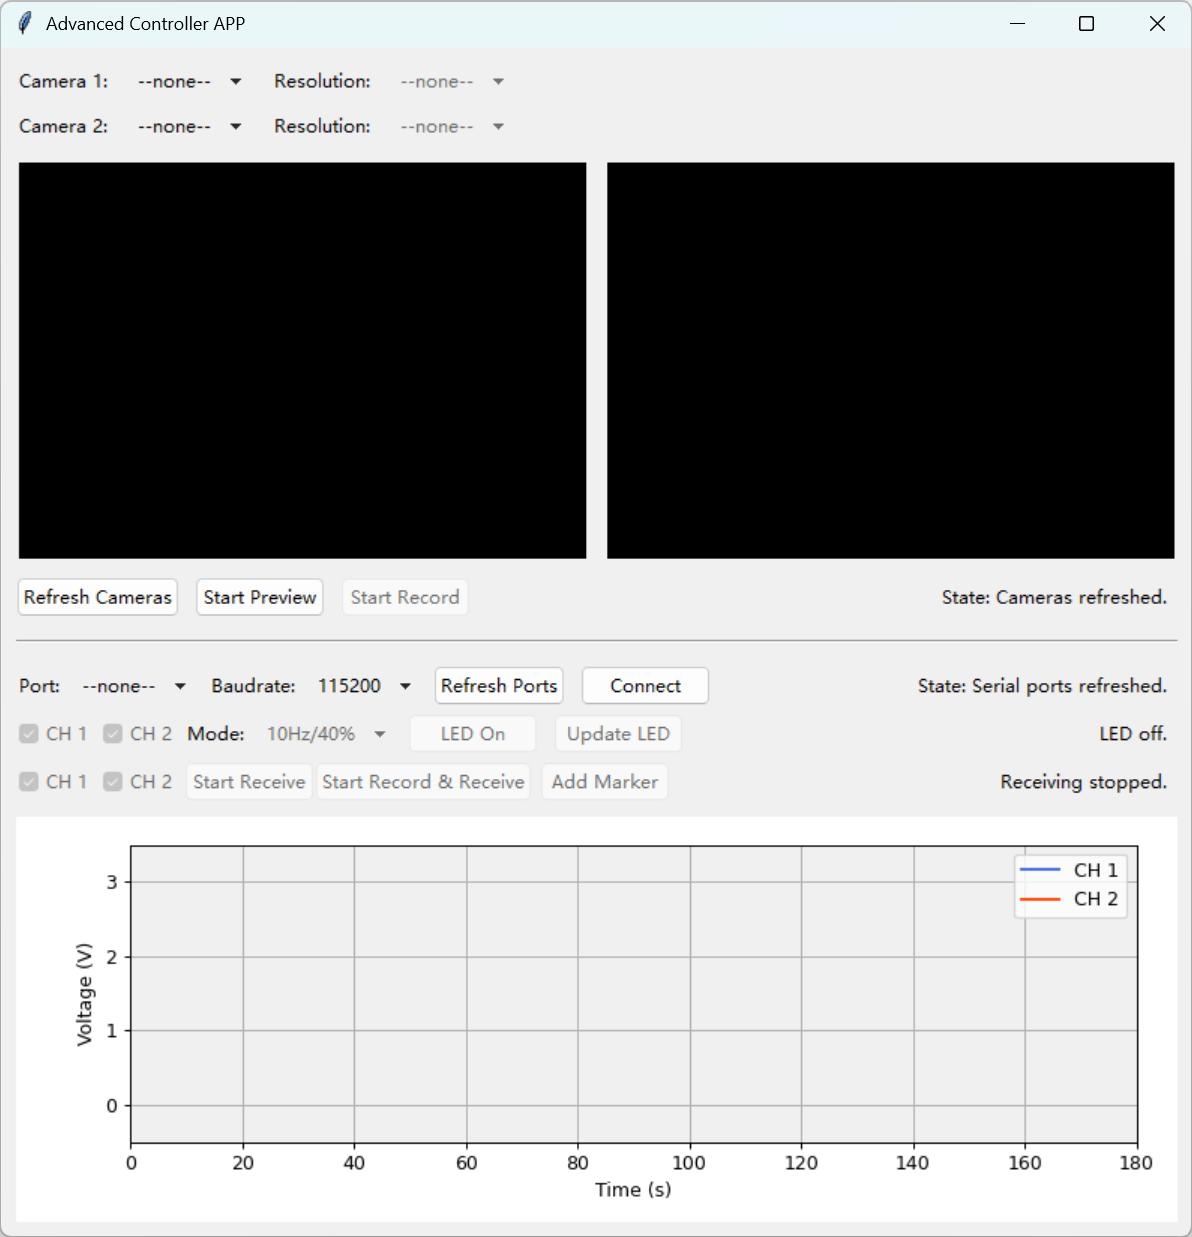 Advanced Controller APP
Camera 1: --none-- Resolution: --none--
Camera 2: --none-- Resolution: --none--
Refresh Cameras Start Preview Start Record State: Cameras refreshed.
Port: --none-- Baudrate: 115200 Refresh Ports Connect State: Serial ports refreshed.
CH 1 CH 2 Mode: 10Hz/40% LED On Update LED LED off.
CH 1 CH 2 Start Receive Start Record & Receive Add Marker Receiving stopped.
CH 1
CH 2
3
2
1
0
Voltage (V)
0 20 40 60 80 100 120 140 160 180
Time (s)